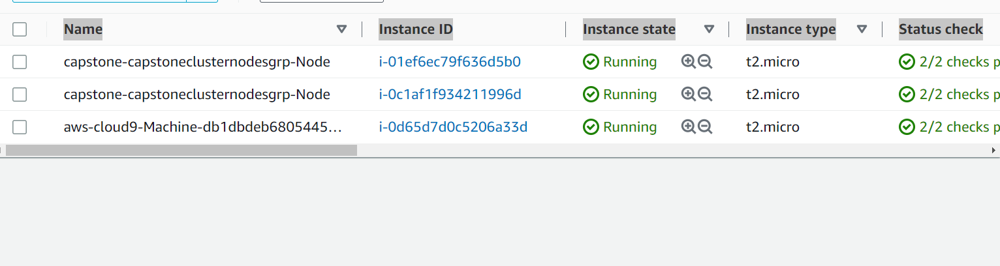 Name Instance ID Instance state Instance type Status check
capstone-capstoneclusternodesgrp-Node i-01ef6ec79f636d5b0 Running t2.micro 2/2 checks p
capstone-capstoneclusternodesgrp-Node i-0c1af1f934211996d Running t2.micro 2/2 checks p
aws-cloud9-Machine-db1dbdeb6805445... i-0d65d7d0c5206a33d Running t2.micro 2/2 checks p